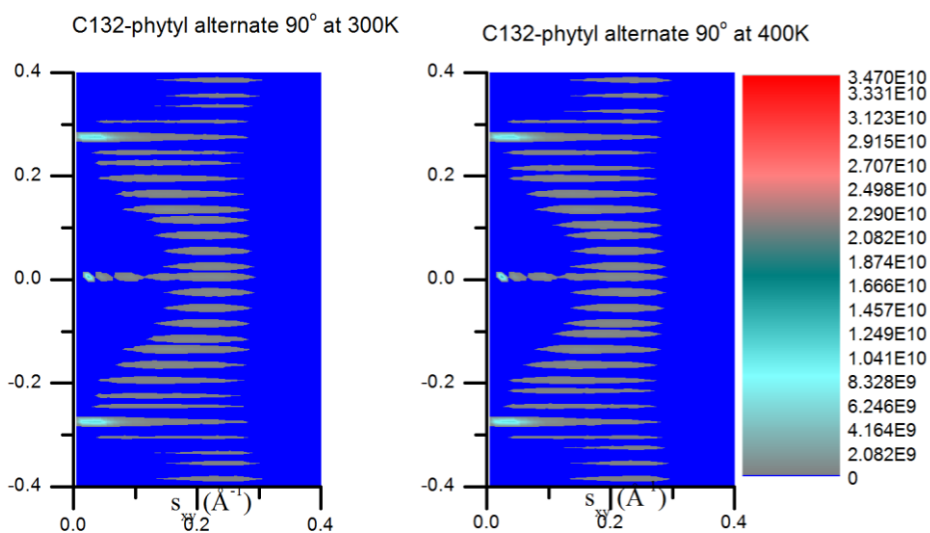 C132-phytyl alternate 90° at 300K
0.4
0.2
0.0
-0.2
-0.4
0.0
0.2
0.4
s_xy (Å⁻¹)
C132-phytyl alternate 90° at 400K
0.4
0.2
0.0
-0.2
-0.4
0.0
0.2
0.4
s_xy (Å⁻¹)
3.470E10
3.331E10
3.123E10
2.915E10
2.707E10
2.498E10
2.290E10
2.082E10
1.874E10
1.666E10
1.457E10
1.249E10
1.041E10
8.328E9
6.246E9
4.164E9
2.082E9
0